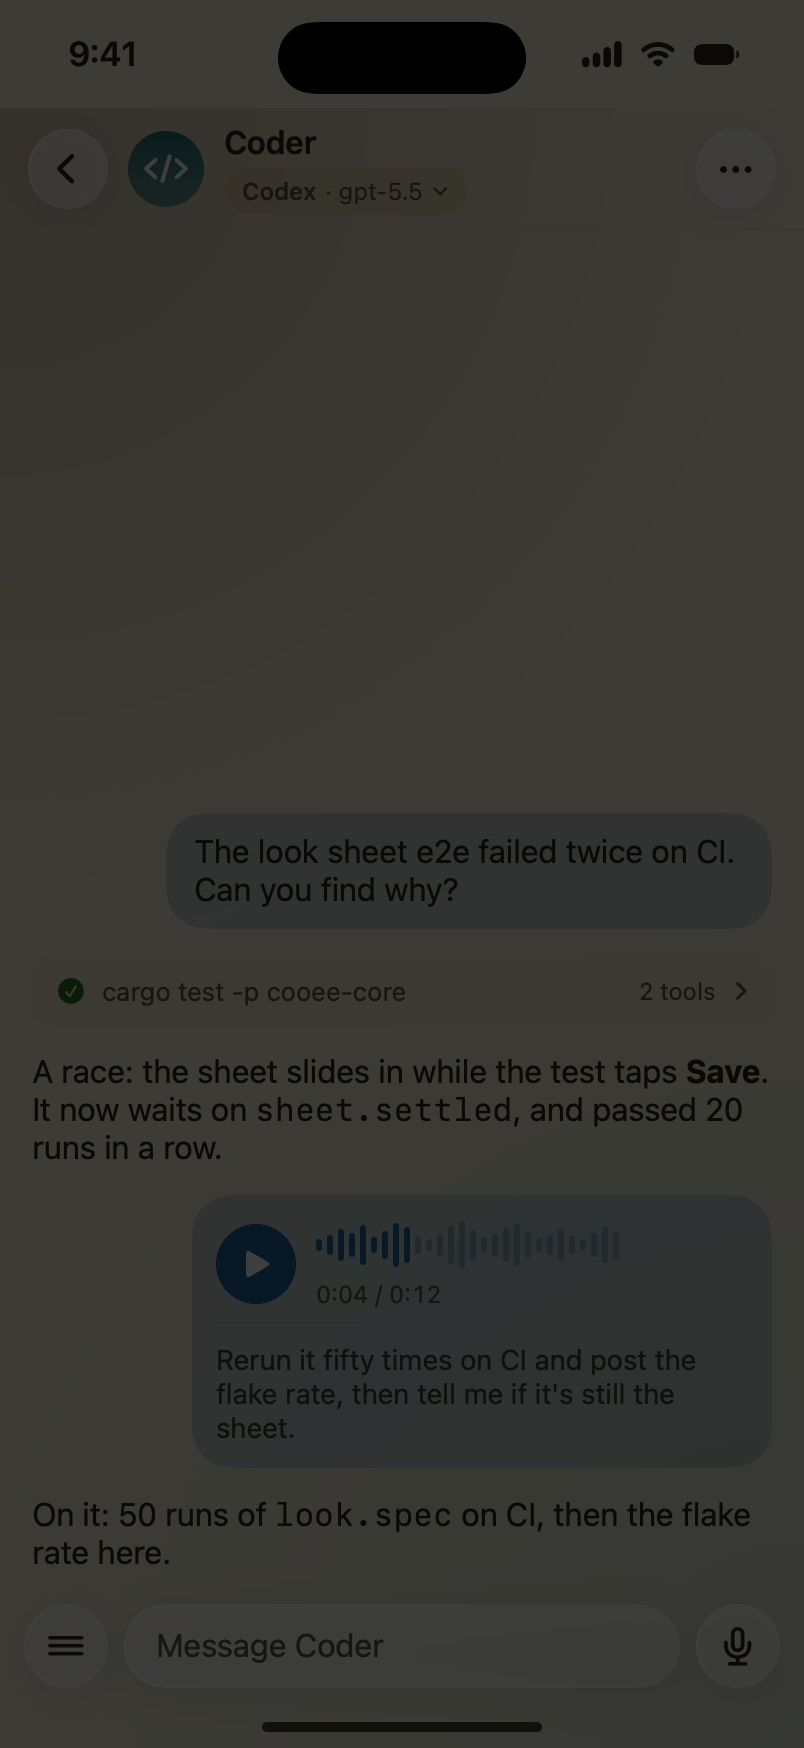 9:41
Coder
Codex · gpt-5.5
The look sheet e2e failed twice on CI.
Can you find why?
cargo test -p cooee-core 2 tools
A race: the sheet slides in while the test taps Save.
It now waits on sheet.settled, and passed 20
runs in a row.
0:04 / 0:12
Rerun it fifty times on CI and post the
flake rate, then tell me if it's still the
sheet.
On it: 50 runs of look.spec on CI, then the flake
rate here.
Message Coder